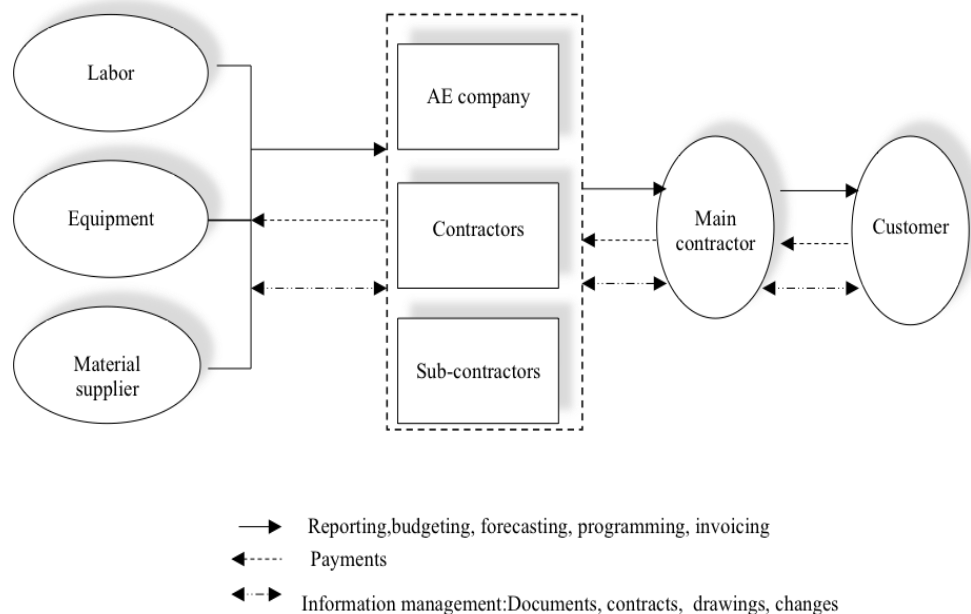 Labor
AE company
Equipment
Contractors
Main
contractor
Customer
Material
supplier
Sub-contractors
Reporting,budgeting, forecasting, programming, invoicing
Payments
Information management:Documents, contracts, drawings, changes